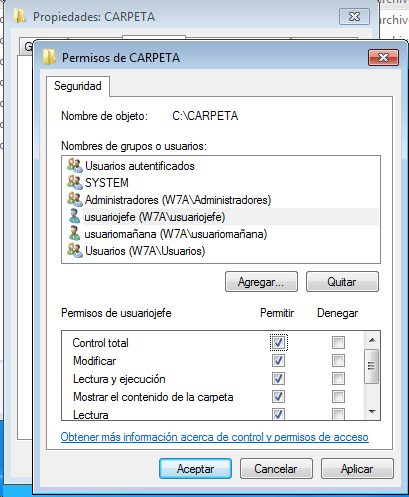 Propiedades: CARPETA
Permisos de CARPETA
Seguridad
Nombre de objeto: C:\CARPETA
Nombres de grupos o usuarios:
Usuarios autentificados
SYSTEM
Administradores (W7A\Administradores)
usuariojefe (W7A\usuariojefe)
usuariomañana (W7A\usuariomañana)
Usuarios (W7A\Usuarios)
Agregar... Quitar
Permisos de usuariojefe Permitir Denegar
Control total
Modificar
Lectura y ejecución
Mostrar el contenido de la carpeta
Lectura
Obtener más información acerca de control y permisos de acceso
Aceptar Cancelar Aplicar